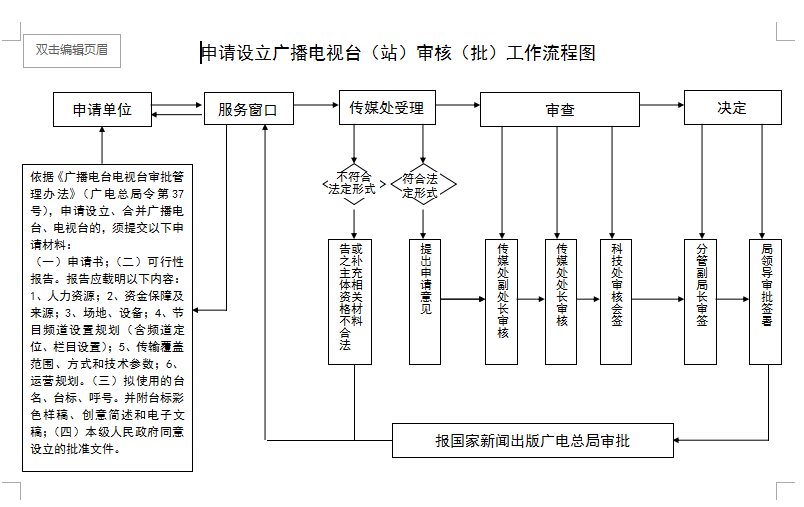 双击编辑页眉
申请设立广播电视台（站）审核（批）工作流程图
申请单位
服务窗口
传媒处受理
审查
决定
依据《广播电台电视台审批管
理办法》（广电总局令第37
号），申请设立、合并广播电
台、电视台的，须提交以下申
请材料：
（一）申请书；（二）可行性
报告。报告应载明以下内容：
1、人力资源；2、资金保障及
来源；3、场地、设备；4、节
目频道设置规划（含频道定
位、栏目设置）；5、传输覆盖
范围、方式和技术参数；6、
运营规划。（三）拟使用的台
名、台标、呼号。并附台标彩
色样稿、创意简述和电子文
稿；（四）本级人民政府同意
设立的批准文件。
不符合
法定形式
符合法
定形式
或补充相关材料
告之主体资格不合法
提出申请意见
传媒处副处长审核
传媒处处长审核
科技处审核会签
分管副局长审签
局领导审批签署
报国家新闻出版广电总局审批